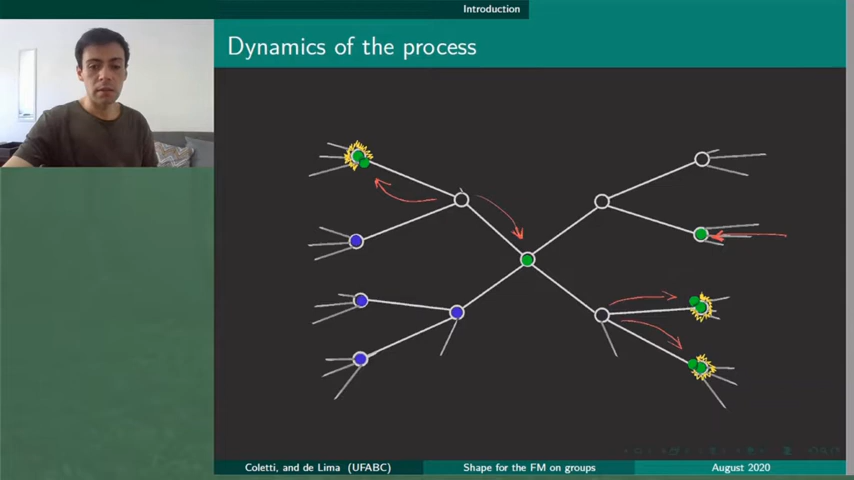 Introduction
Dynamics of the process
Coletti, and de Lima (UFABC)
Shape for the FM on groups
August 2020